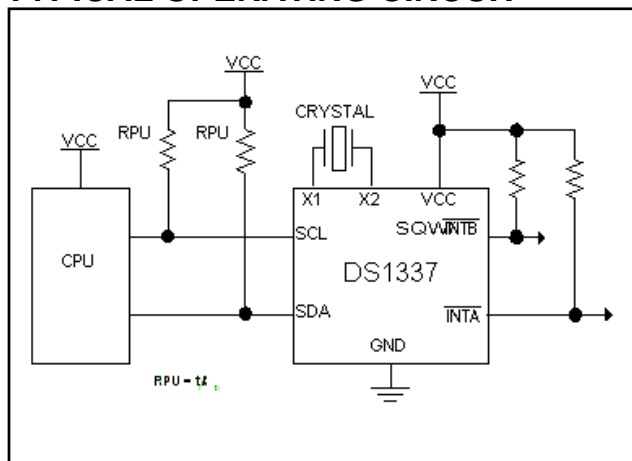 TYPICAL OPERATING CIRCUIT
VCC
VCC
CRYSTAL
RPU
RPU
VCC
X1
X2
VCC
SCL
SQW/INTB
CPU
DS1337
SDA
INTA
GND
RPU =